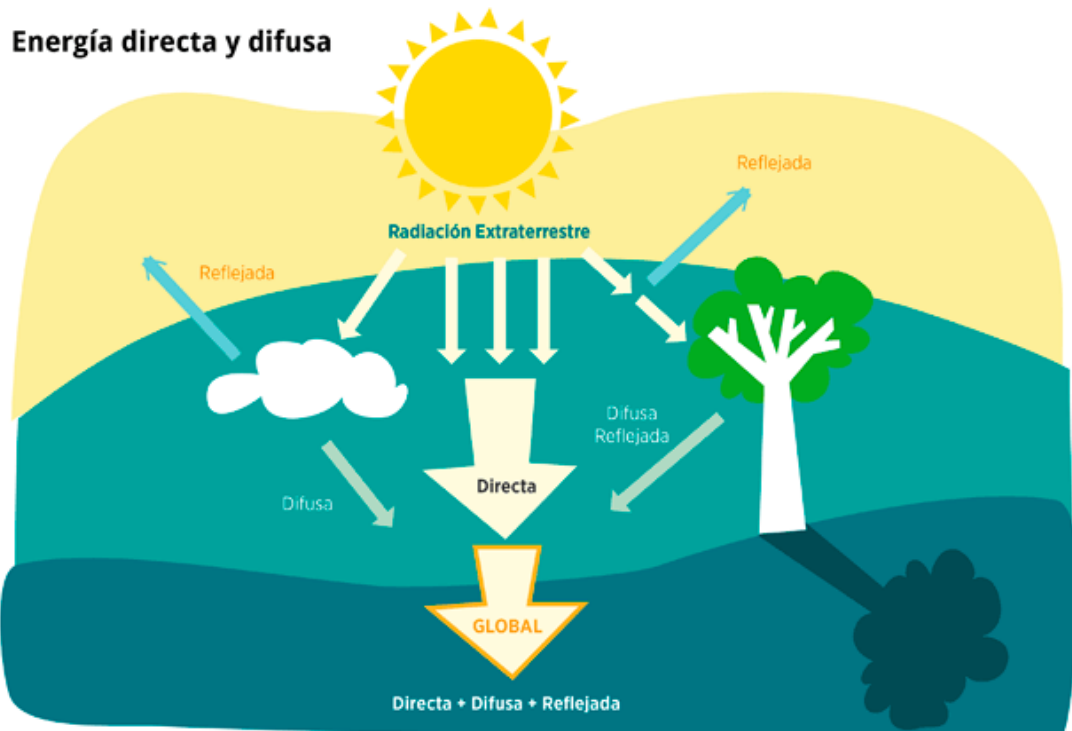 Energía directa y difusa
Reflejada
Radiación Extraterrestre
Reflejada
Difusa
Reflejada
Directa
Difusa
GLOBAL
Directa + Difusa + Reflejada